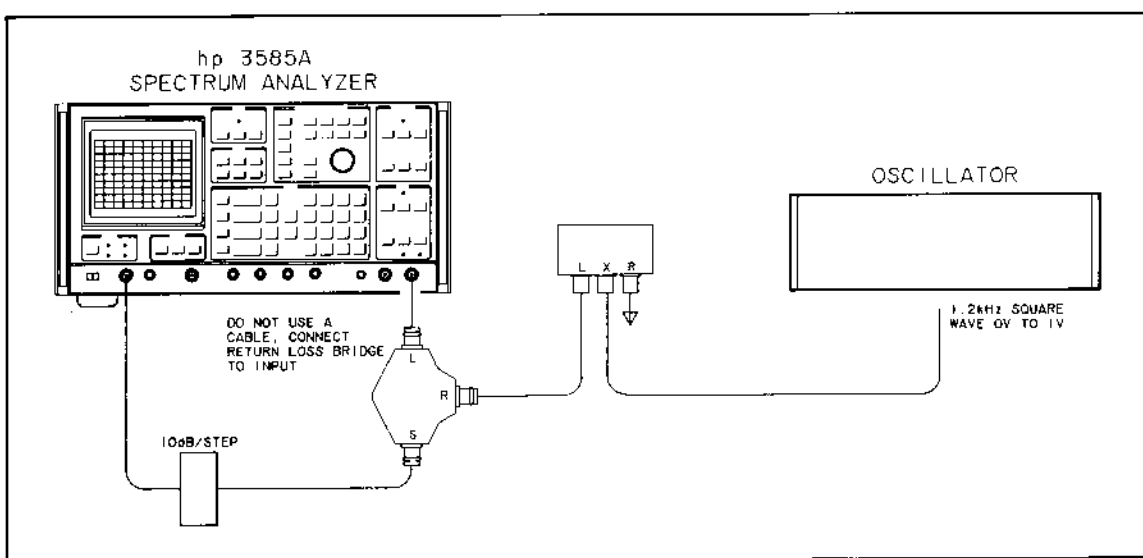 hp 3585A
SPECTRUM ANALYZER
OSCILLATOR
L X R
1.2kHz SQUARE
WAVE 0V TO 1V
DO NOT USE A
CABLE, CONNECT
RETURN LOSS BRIDGE
TO INPUT
L
R
S
10dB/STEP